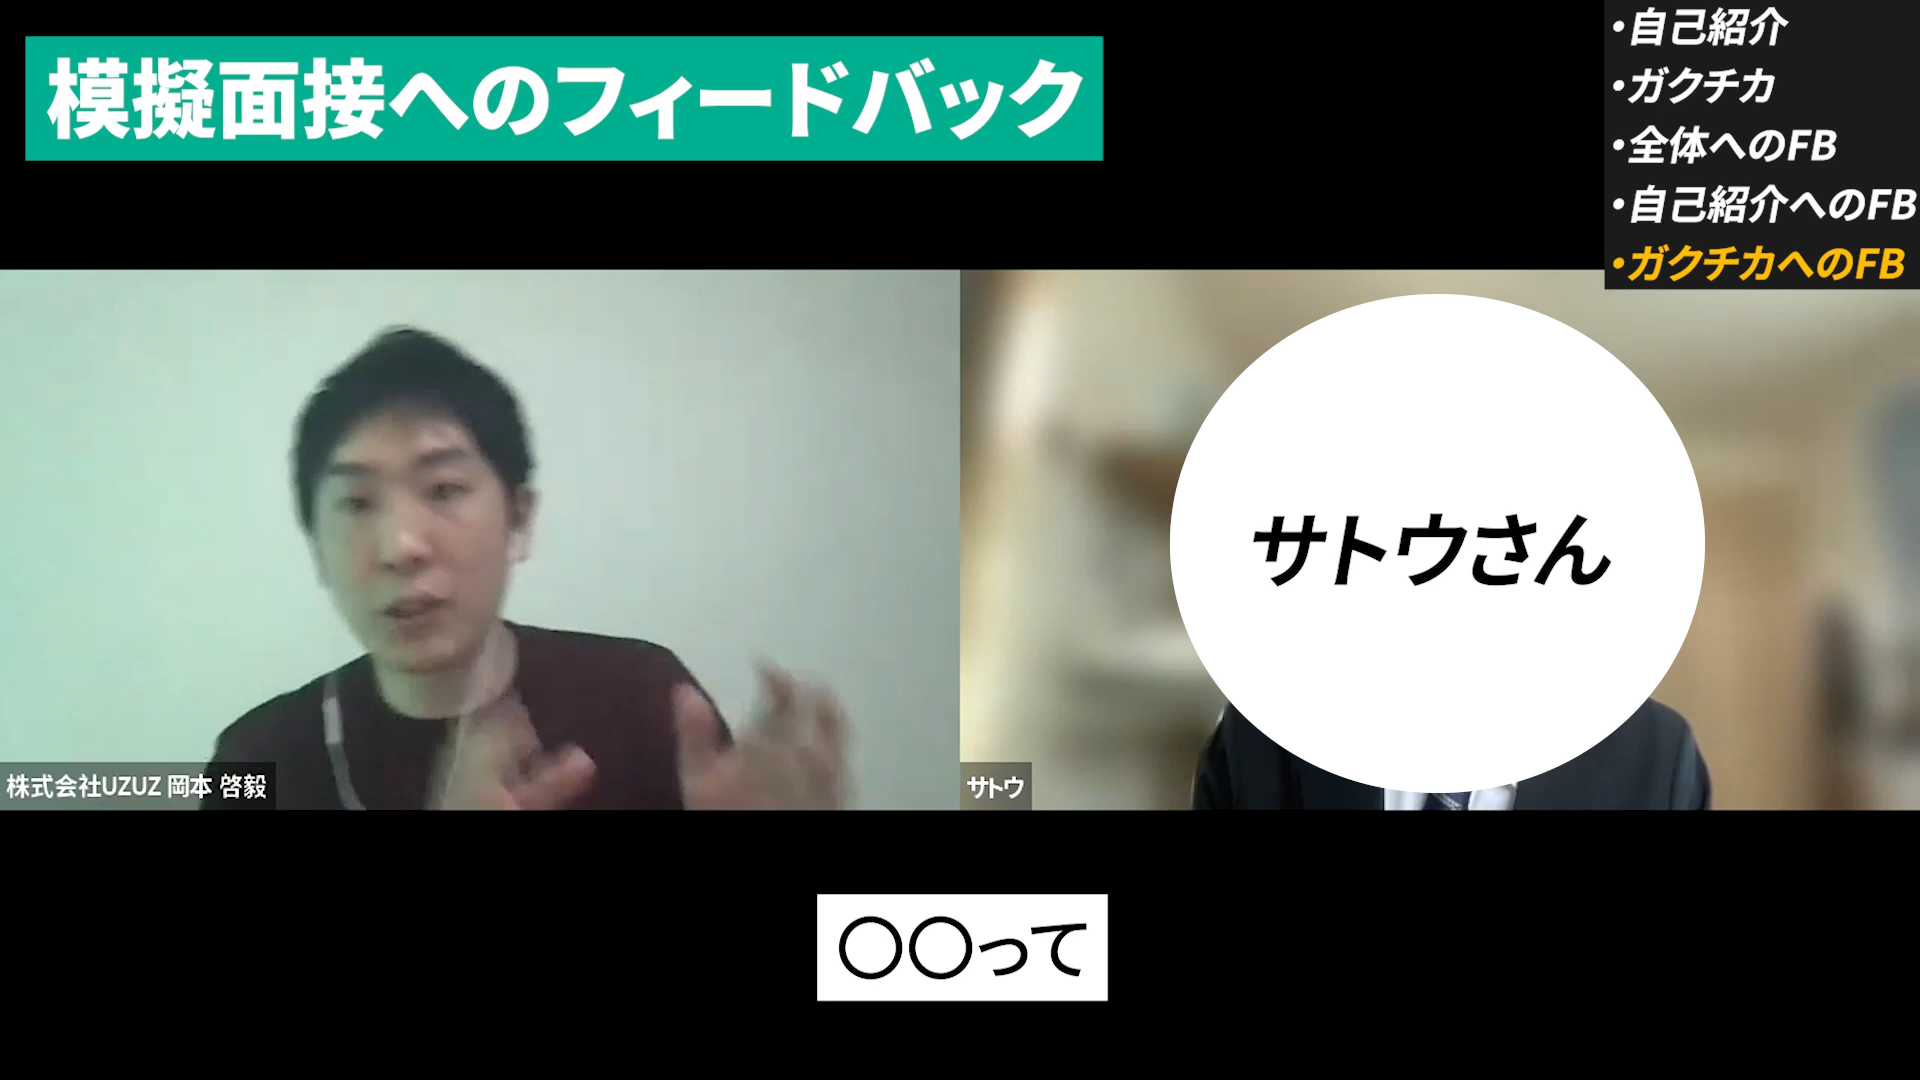 模擬面接へのフィードバック
・自己紹介
・ガクチカ
・全体へのFB
・自己紹介へのFB
・ガクチカへのFB
サトウさん
株式会社UZUZ 岡本 啓毅
サトウ
〇〇って